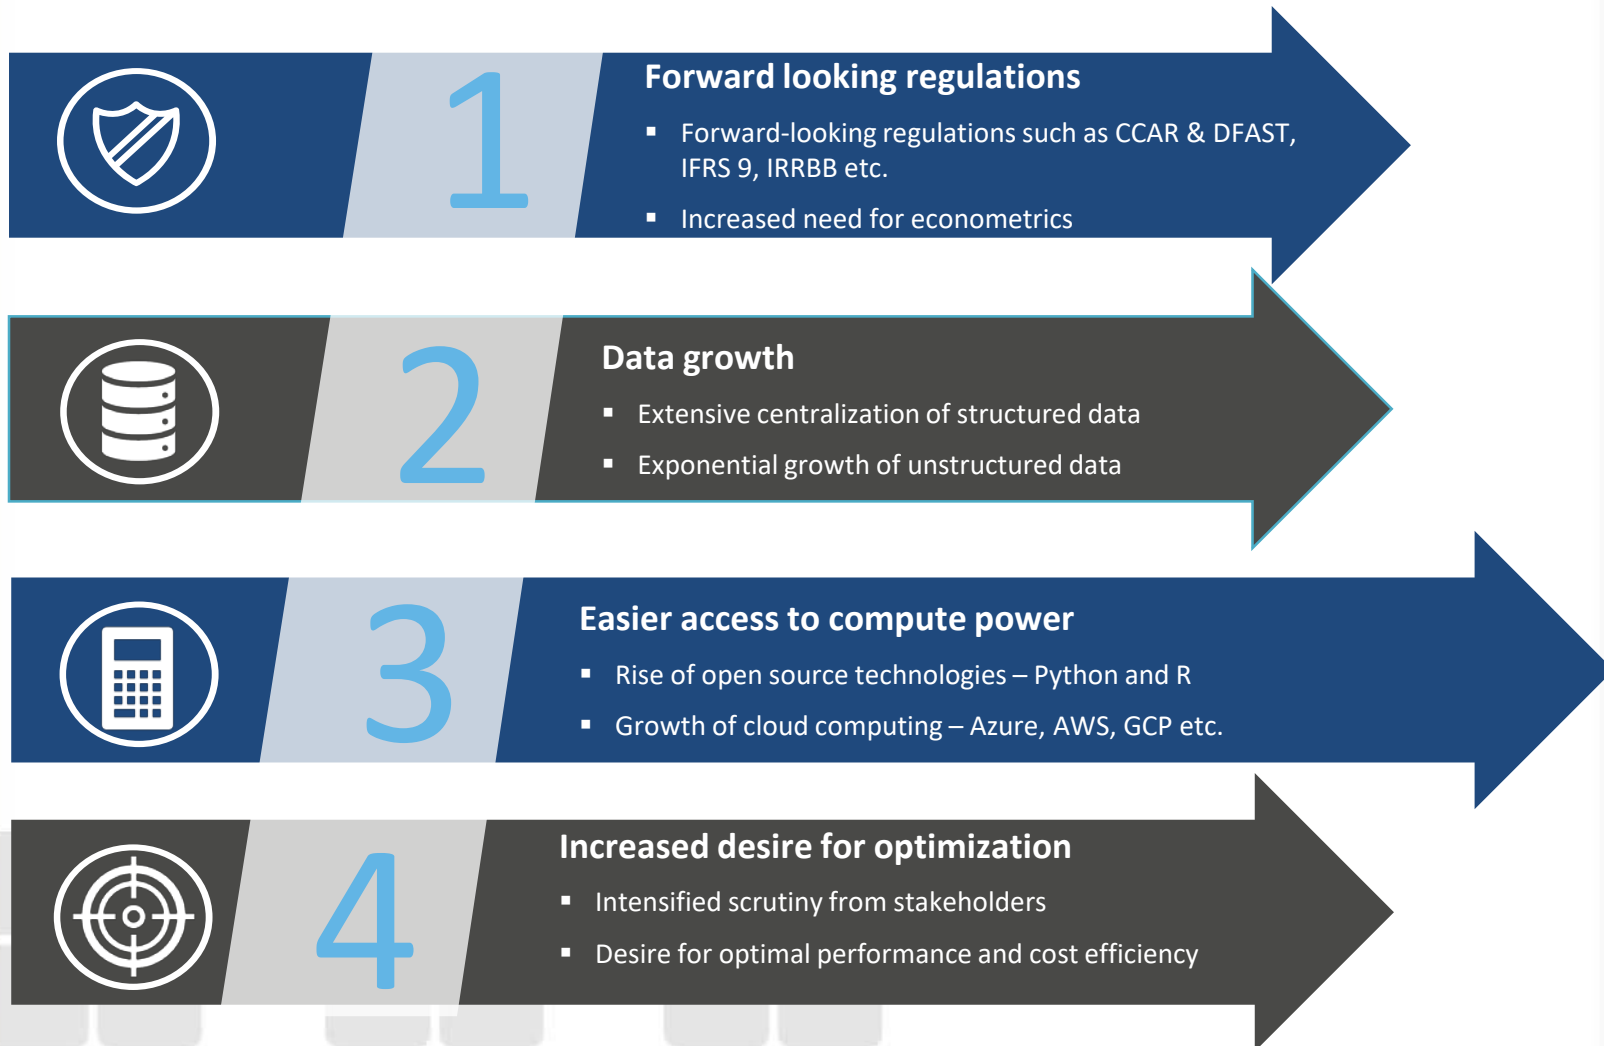 1
Forward looking regulations
▪ Forward-looking regulations such as CCAR & DFAST,
IFRS 9, IRRBB etc.
▪ Increased need for econometrics
2
Data growth
▪ Extensive centralization of structured data
▪ Exponential growth of unstructured data
3
Easier access to compute power
▪ Rise of open source technologies – Python and R
▪ Growth of cloud computing – Azure, AWS, GCP etc.
4
Increased desire for optimization
▪ Intensified scrutiny from stakeholders
▪ Desire for optimal performance and cost efficiency